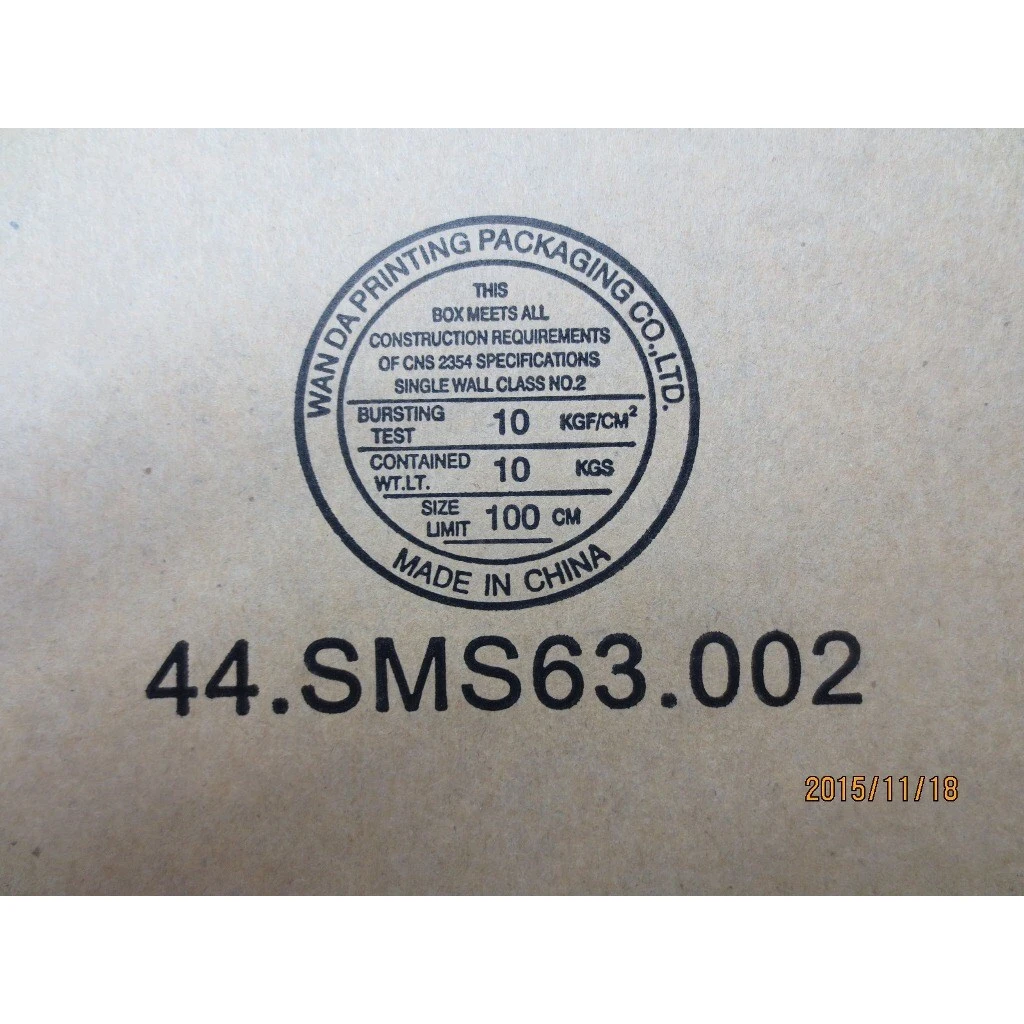 WAN DA PRINTING PACKAGING CO.,LTD.
THIS
BOX MEETS ALL
CONSTRUCTION REQUIREMENTS
OF CNS 2354 SPECIFICATIONS
SINGLE WALL CLASS NO.2
BURSTING TEST 10 KGF/CM²
CONTAINED WT.LT. 10 KGS
SIZE LIMIT 100 CM
MADE IN CHINA
44.SMS63.002
2015/11/18